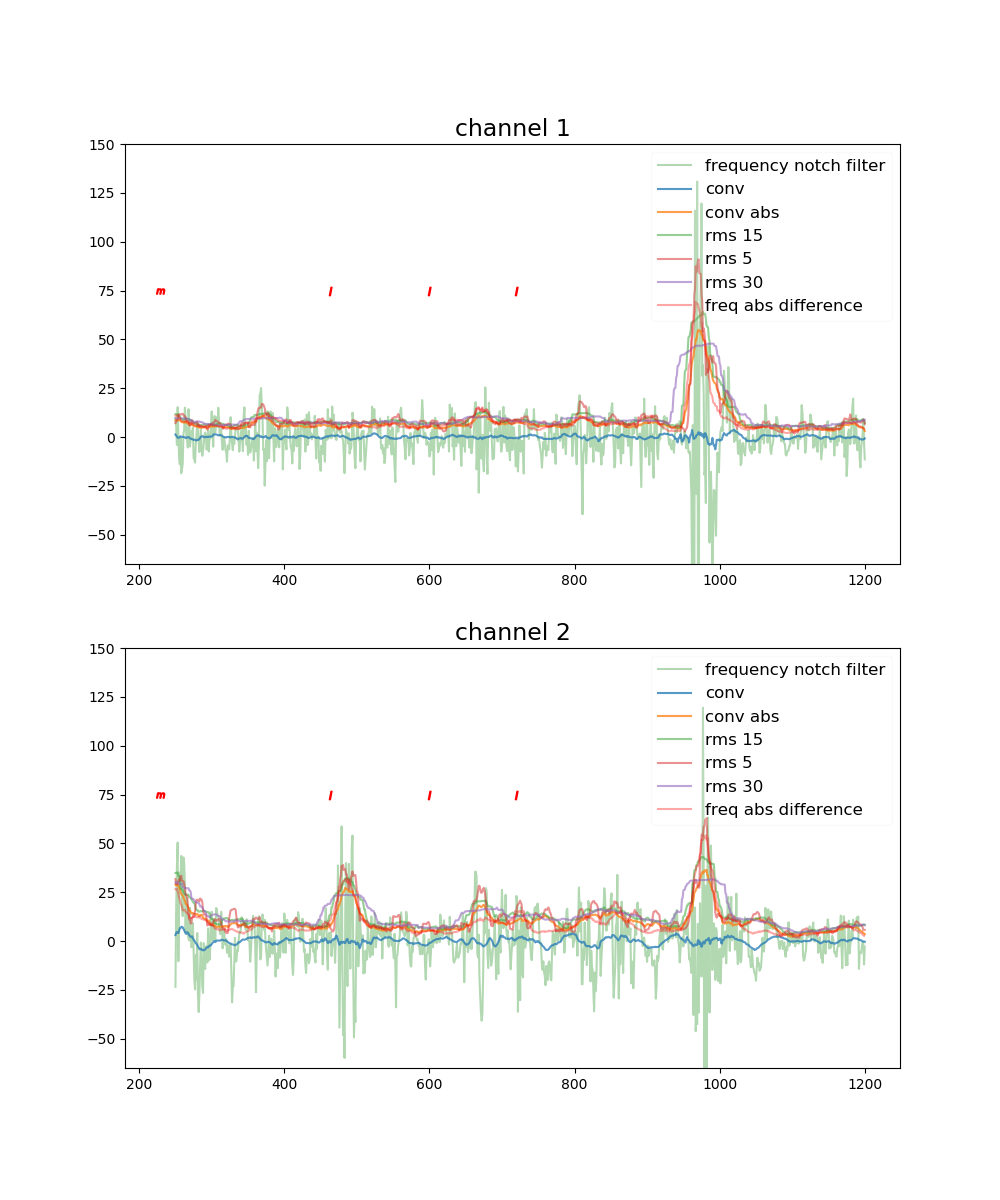 channel 1
150
125
100
75
50
25
0
−25
−50
frequency notch filter
conv
conv abs
rms 15
rms 5
rms 30
freq abs difference
m ı ı ı
200 400 600 800 1000 1200
channel 2
150
125
100
75
50
25
0
−25
−50
frequency notch filter
conv
conv abs
rms 15
rms 5
rms 30
freq abs difference
m ı ı ı
200 400 600 800 1000 1200